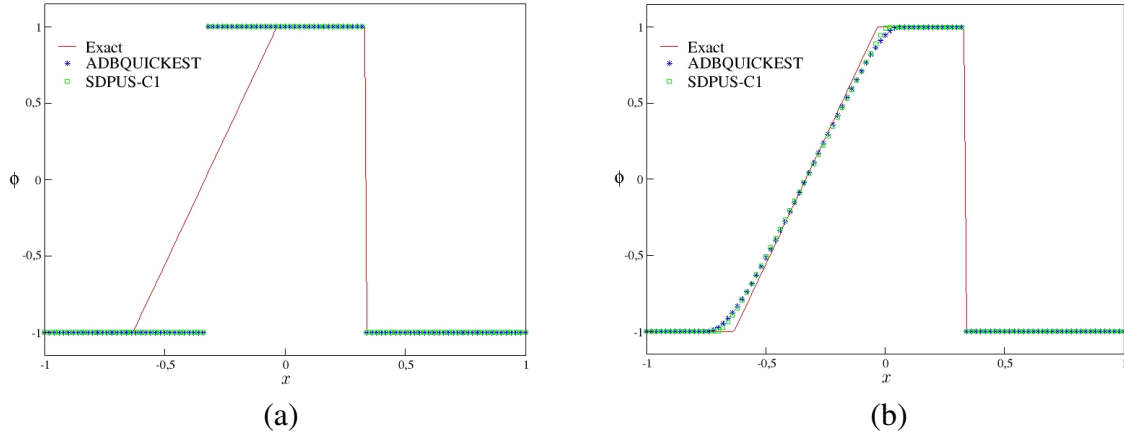 1
0,5
0
-0,5
-1
ϕ
Exact
ADBQUICKEST
SDPUS-C1
-1
-0,5
0
0,5
1
x
(a)
1
0,5
0
-0,5
-1
ϕ
Exact
ADBQUICKEST
SDPUS-C1
-1
-0,5
0
0,5
1
x
(b)